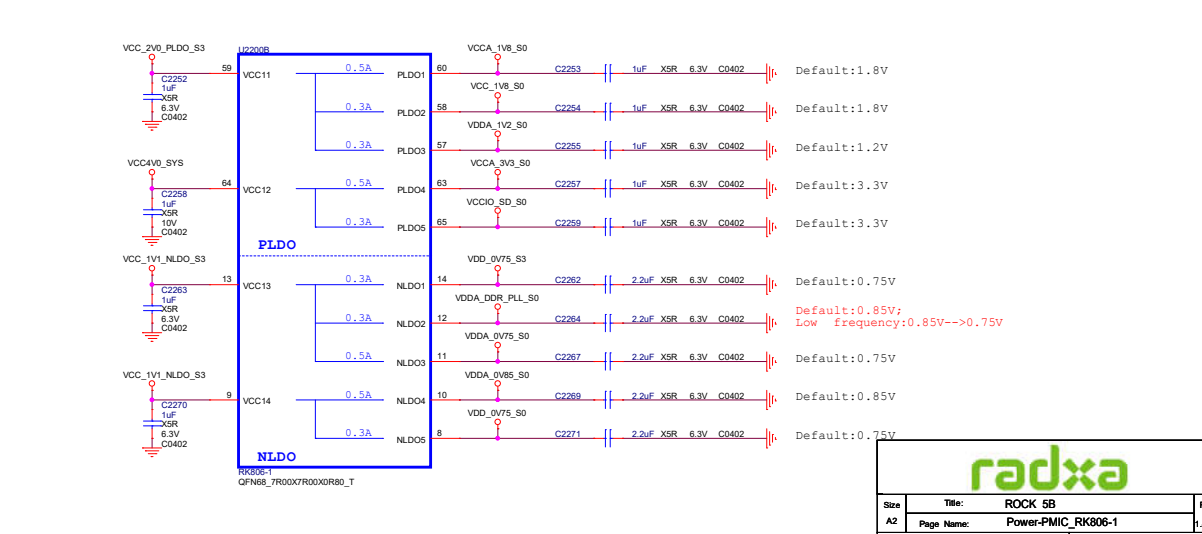 VCC_2V0_PLDO_S3 U2200B VCCA_1V8_S0
59 VCC11 0.5A PLDO1 60 C2253 1uF X5R 6.3V C0402 Default:1.8V
C2252
1uF
X5R
6.3V
C0402
VCC_1V8_S0
0.3A PLDO2 58 C2254 1uF X5R 6.3V C0402 Default:1.8V
VDDA_1V2_S0
0.3A PLDO3 57 C2255 1uF X5R 6.3V C0402 Default:1.2V
VCC4V0_SYS VCCA_3V3_S0
64 VCC12 0.5A PLDO4 63 C2257 1uF X5R 6.3V C0402 Default:3.3V
C2258
1uF
X5R
10V
C0402
VCCIO_SD_S0
0.3A PLDO5 65 C2259 1uF X5R 6.3V C0402 Default:3.3V
PLDO
VCC_1V1_NLDO_S3 VDD_0V75_S3
13 VCC13 0.3A NLDO1 14 C2262 2.2uF X5R 6.3V C0402 Default:0.75V
C2263
1uF
X5R
6.3V
C0402
VDDA_DDR_PLL_S0
0.3A NLDO2 12 C2264 2.2uF X5R 6.3V C0402 Default:0.85V;
Low frequency:0.85V-->0.75V
VDDA_0V75_S0
0.5A NLDO3 11 C2267 2.2uF X5R 6.3V C0402 Default:0.75V
VCC_1V1_NLDO_S3 VDDA_0V85_S0
9 VCC14 0.5A NLDO4 10 C2269 2.2uF X5R 6.3V C0402 Default:0.85V
C2270
1uF
X5R
6.3V
C0402
VDD_0V75_S0
0.3A NLDO5 8 C2271 2.2uF X5R 6.3V C0402 Default:0.75V
NLDO
RK806-1
QFN68_7R00X7R00X0R80_T
radxa
Size Title: ROCK 5B
A2 Page Name: Power-PMIC_RK806-1